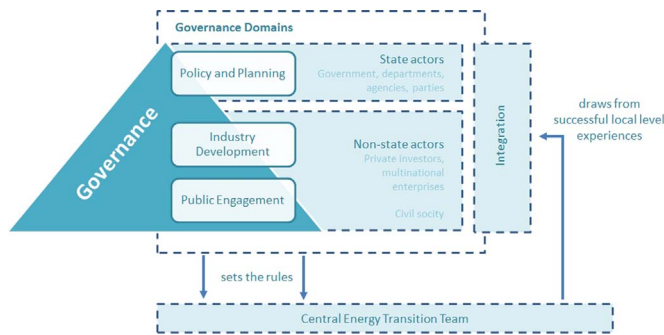 Governance Domains
Governance
Policy and Planning
State actors
Government, departments,
agencies, parties
Industry
Development
Non-state actors
Private investors,
multinational
enterprises
Public Engagement
Civil socity
Integration
draws from
successful local level
experiences
sets the rules
Central Energy Transition Team